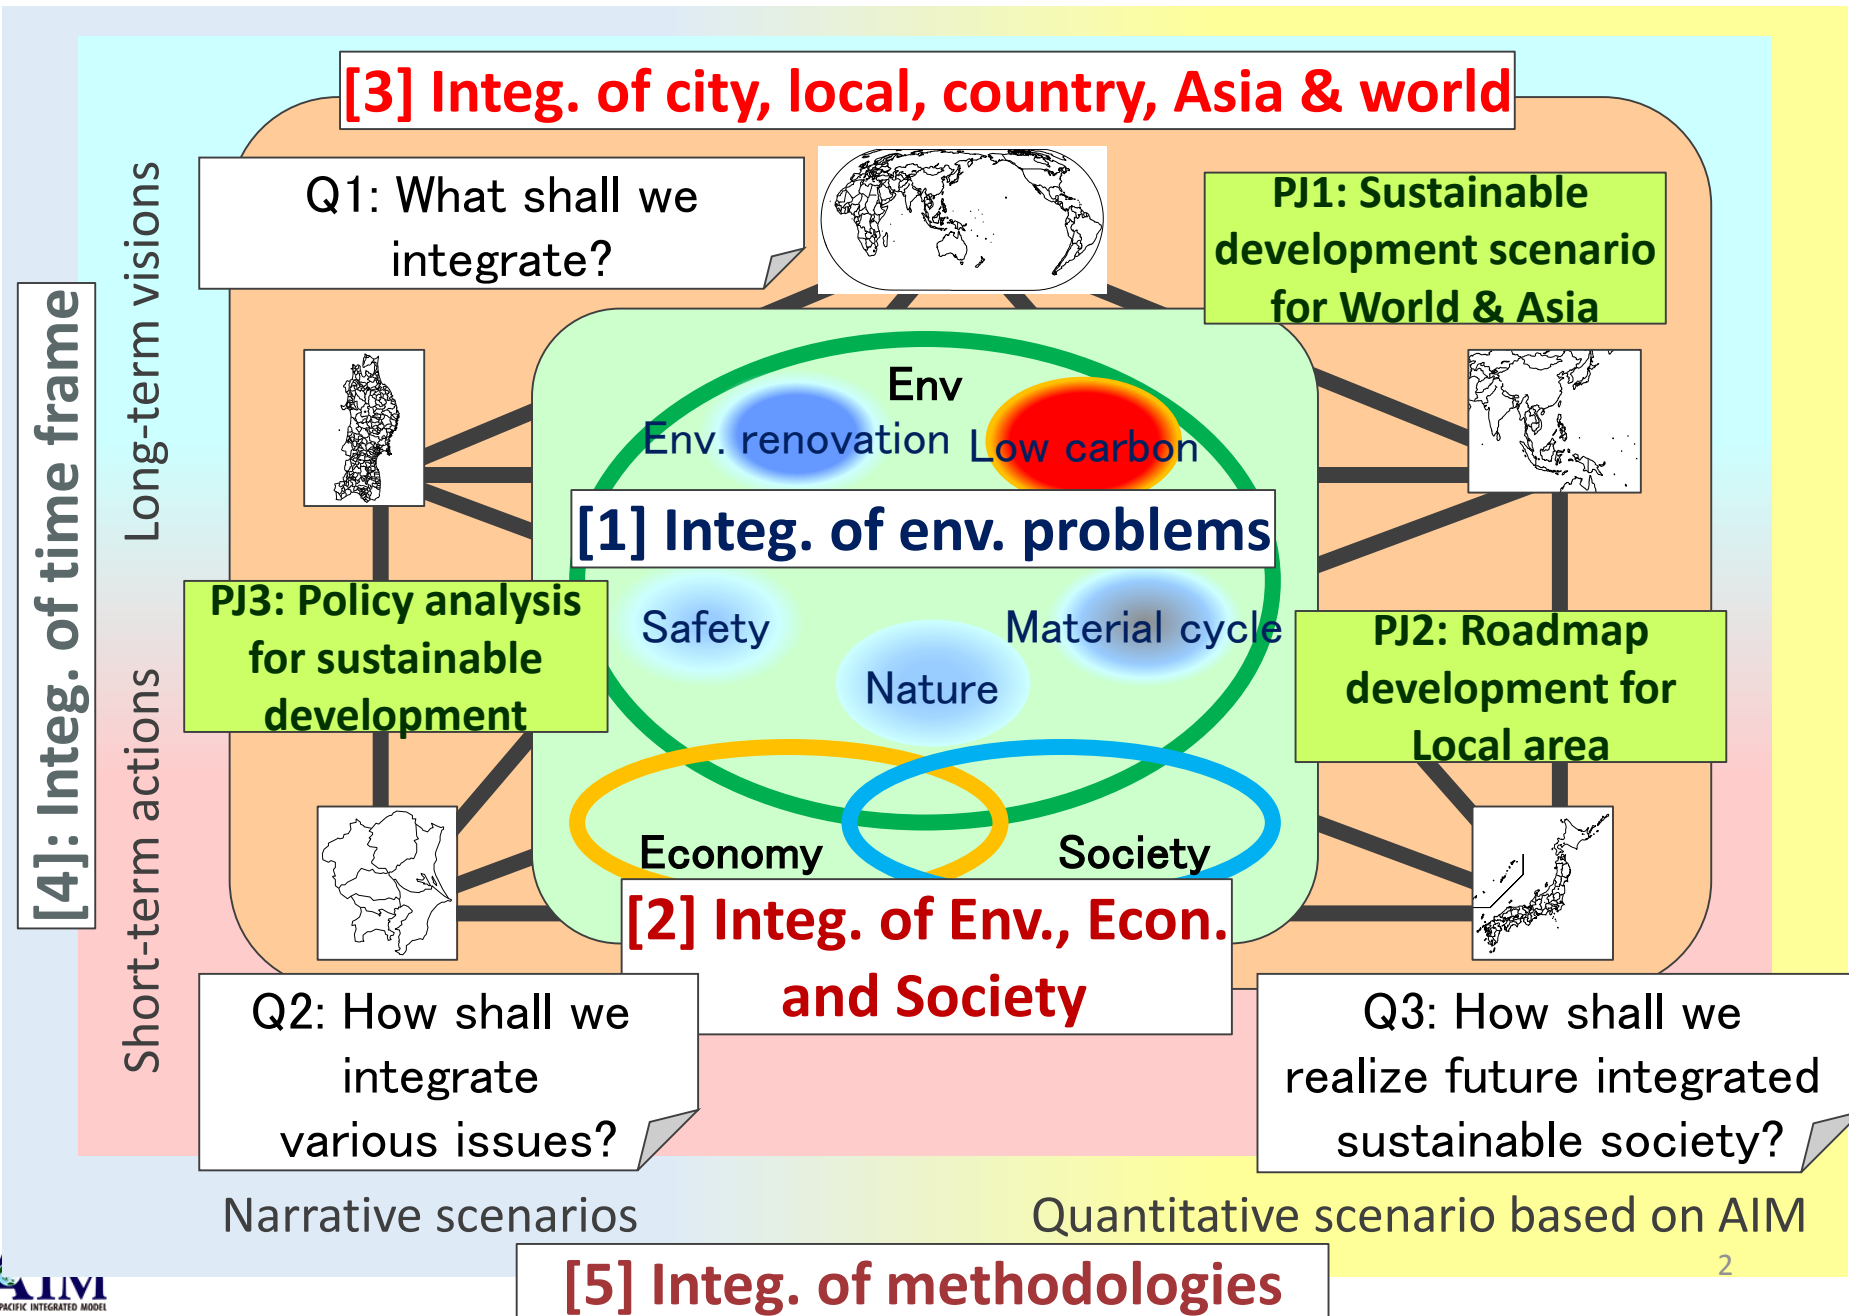 [3] Integ. of city, local, country, Asia & world
Q1: What shall we
integrate?
PJ1: Sustainable
development scenario
for World & Asia
[4]: Integ. of time frame
Long-term visions
Short-term actions
Env
Env. renovation
Low carbon
[1] Integ. of env. problems
Safety
Material cycle
Nature
PJ3: Policy analysis
for sustainable
development
PJ2: Roadmap
development for
Local area
Economy
Society
[2] Integ. of Env., Econ.
and Society
Q2: How shall we
integrate
various issues?
Q3: How shall we
realize future integrated
sustainable society?
Narrative scenarios
Quantitative scenario based on AIM
[5] Integ. of methodologies
2
AIM
PACIFIC INTEGRATED MODEL